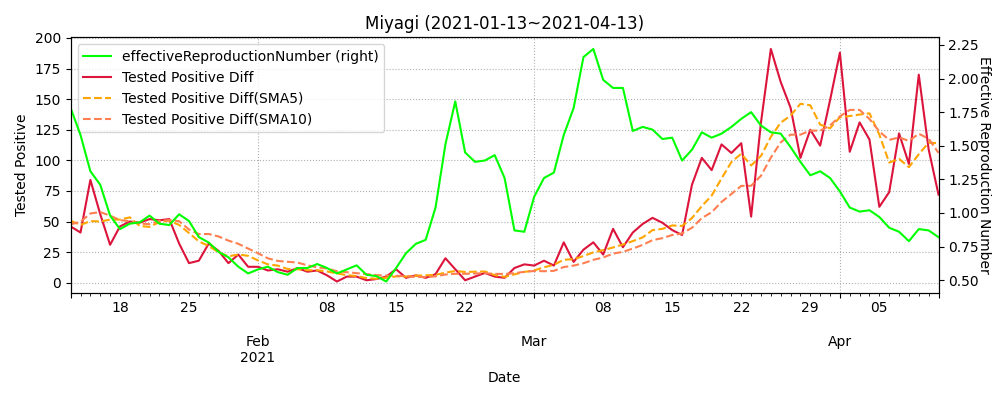 Miyagi (2021-01-13~2021-04-13)
effectiveReproductionNumber (right)
Tested Positive Diff
Tested Positive Diff(SMA5)
Tested Positive Diff(SMA10)
Tested Positive
200
175
150
125
100
75
50
25
0
2.25
2.00
1.75
1.50
1.25
1.00
0.75
0.50
Effective Reproduction Number
18 25 08 15 22 08 15 22 29 05
Feb Mar Apr
2021
Date